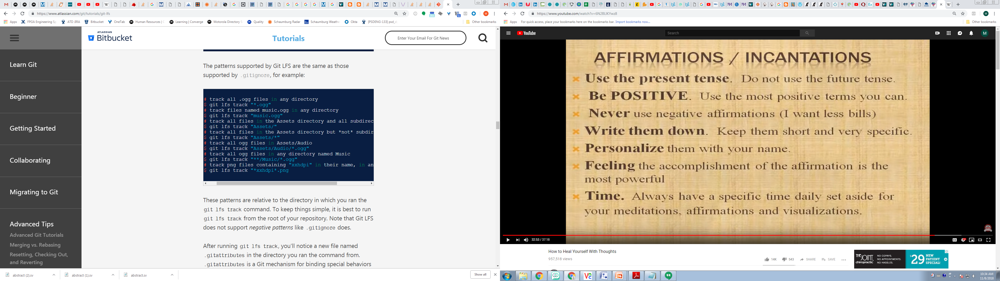 https://www.atlassian.com/git/tutorials/git-lfs
Apps
ATD JIRA
Bitbucket
OneTab
Learning | Converge
Quality
Schaumburg Radar
Okta
Other bookmarks
ATLASSIAN
Bitbucket
Tutorials
Enter Your Email For Git News
Learn Git
Beginner
Getting Started
Collaborating
Migrating to Git
Advanced Tips
Advanced Git Tutorials
Merging vs. Rebasing
Resetting, Checking Out,
and Reverting
The patterns supported by Git LFS are the same as those
supported by .gitignore, for example:
# track all .ogg files in any directory
$ git lfs track "*.ogg"
# track files named music.ogg in any directory
$ git lfs track "music.ogg"
# track all files in the Assets directory and all subdirec
$ git lfs track "Assets/"
# track all files in the Assets directory but *not* subdir
$ git lfs track "Assets/*"
# track all ogg files in Assets/Audio
$ git lfs track "Assets/Audio/*.ogg"
# track all ogg files in any directory named Music
$ git lfs track "**/Music/*.ogg"
# track png files containing "xxhdpi" in their name, in an
$ git lfs track "*xxhdpi*.png
These patterns are relative to the directory in which you ran the
git lfs track command. To keep things simple, it is best to run
git lfs track from the root of your repository. Note that Git LFS
does not support negative patterns like .gitignore does.
After running git lfs track, you'll notice a new file named
.gitattributes in the directory you ran the command from.
.gitattributes is a Git mechanism for binding special behaviors
abstract (2).sv
abstract (1).sv
abstract.sv
Show all
https://www.youtube.com/watch?v=6N2BLlKYwz8
Apps
For quick access, place your bookmarks here on the bookmarks bar. Import bookmarks now...
Other bookmarks
YouTube
Search
M
AFFIRMATIONS / INCANTATIONS
Use the present tense. Do not use the future tense.
Be POSITIVE. Use the most positive terms you can.
Never use negative affirmations (I want less bills)
Write them down. Keep them short and very specific.
Personalize them with your name.
Feeling the accomplishment of the affirmation is the
most powerful
Time. Always have a specific time daily set aside for
your meditations, affirmations and visualizations.
32:53 / 37:18
How to Heal Yourself With Thoughts
957,518 views
14K
543
SHARE
SAVE
THE JOINT
chiropractic
NO COPAYS.
NO APPOINTMENTS.
NO HASSLES.
$29 NEW
PATIENT
SPECIAL!
10:34 AM
11/8/2018